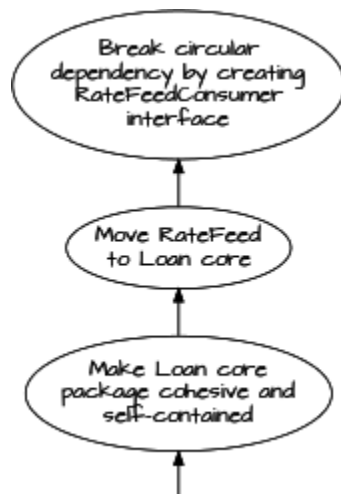 Break circular
dependency by creating
RateFeedConsumer
interface
Move RateFeed
to Loan core
Make Loan core
package cohesive and
self-contained